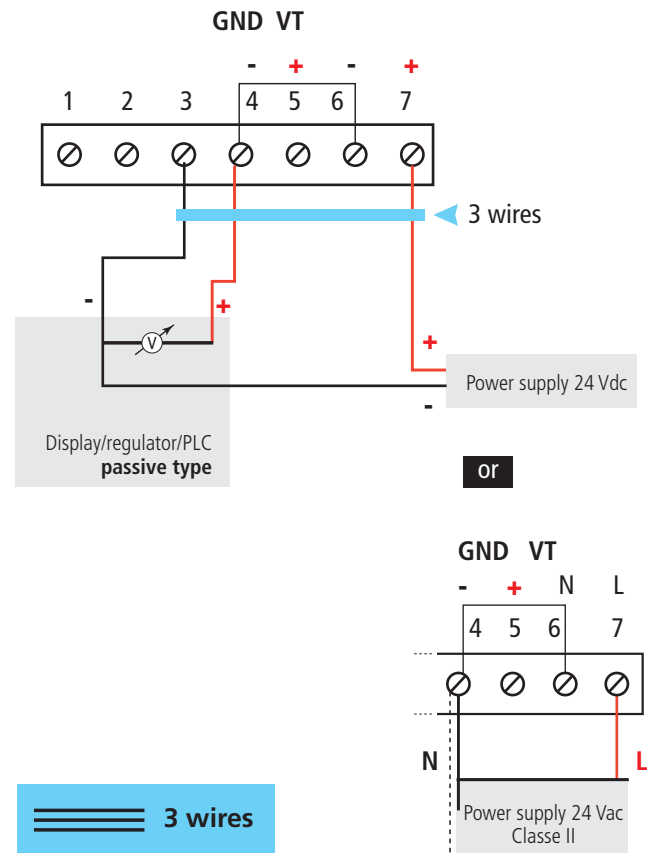 GND VT
- + - +
1 2 3 4 5 6 7
3 wires
- +
V
+
Power supply 24 Vdc
-
Display/regulator/PLC
passive type
or
GND VT
- + N L
4 5 6 7
N L
Power supply 24 Vac
Classe II
3 wires